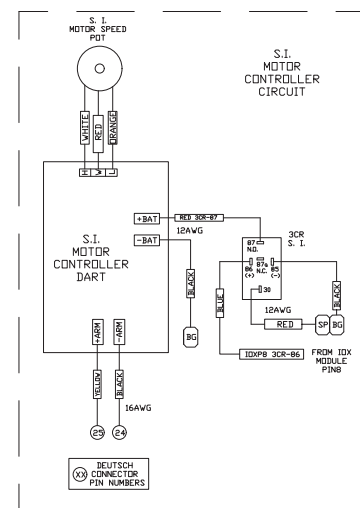 S. I.
MOTOR SPEED
POT
S.I.
MOTOR
CONTROLLER
CIRCUIT
WHITE
RED
ORANGE
H
W
L
+BAT
RED 3CR-87
12AWG
-BAT
S.I.
MOTOR
CONTROLLER
DART
BLACK
BG
87
N.O.
3CR
S. I.
86
(+)
87a
N.C.
85
(-)
30
BLUE
BLACK
12AWG
RED
SP
BG
IOXP8 3CR-86
FROM IOX
MODULE
PIN8
+ARM
-ARM
YELLOW
BLACK
16AWG
25
24
XX
DEUTSCH
CONNECTOR
PIN NUMBERS